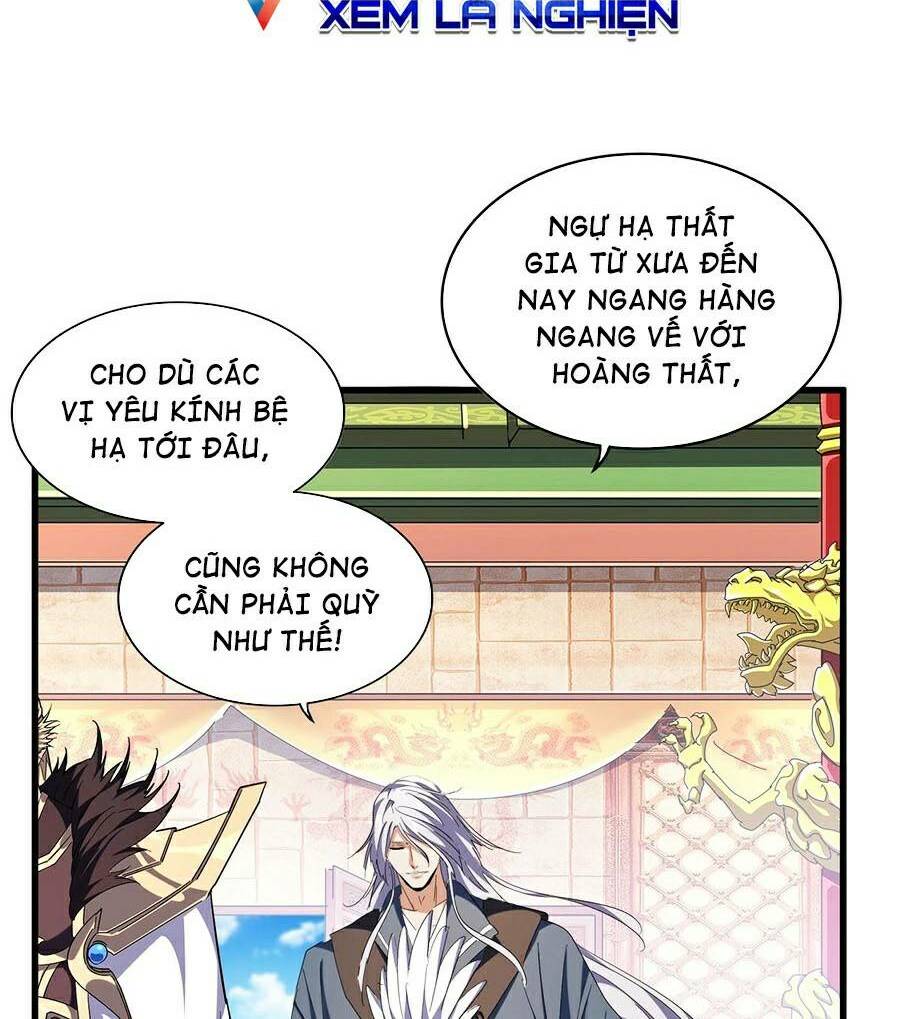 XEM LÀ NGHIỆN
NGỰ HẠ THẤT
GIA TỪ XƯA ĐẾN
NAY NGANG HÀNG
NGANG VẾ VỚI
HOÀNG THẤT,
CHO DÙ CÁC
VỊ YÊU KÍNH BỆ
HẠ TỚI ĐÂU,
CŨNG KHÔNG
CẦN PHẢI QUỲ
NHƯ THẾ!